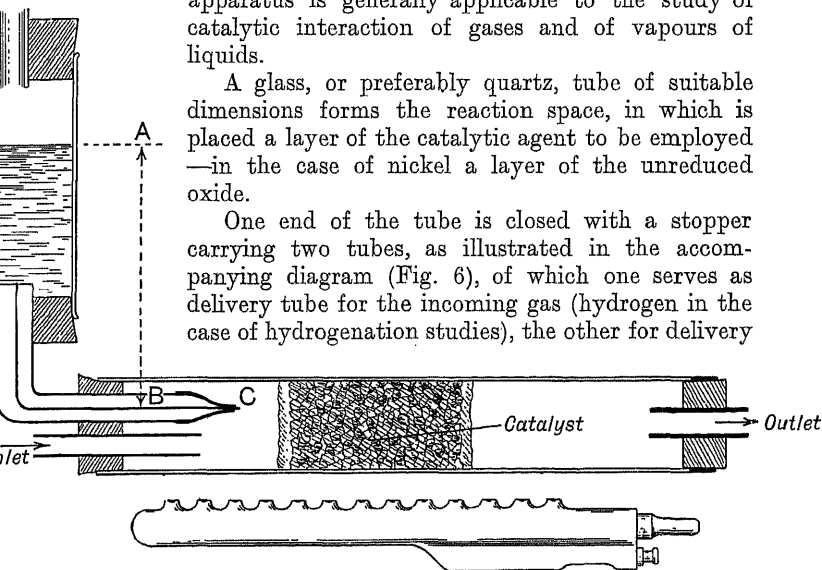 apparatus is generally applicable to the study of
catalytic interaction of gases and of vapours of
liquids.
A glass, or preferably quartz, tube of suitable
dimensions forms the reaction space, in which is
placed a layer of the catalytic agent to be employed
—in the case of nickel a layer of the unreduced
oxide.
One end of the tube is closed with a stopper
carrying two tubes, as illustrated in the accom-
panying diagram (Fig. 6), of which one serves as
delivery tube for the incoming gas (hydrogen in the
case of hydrogenation studies), the other for delivery
A
B
C
Catalyst
Outlet
nlet